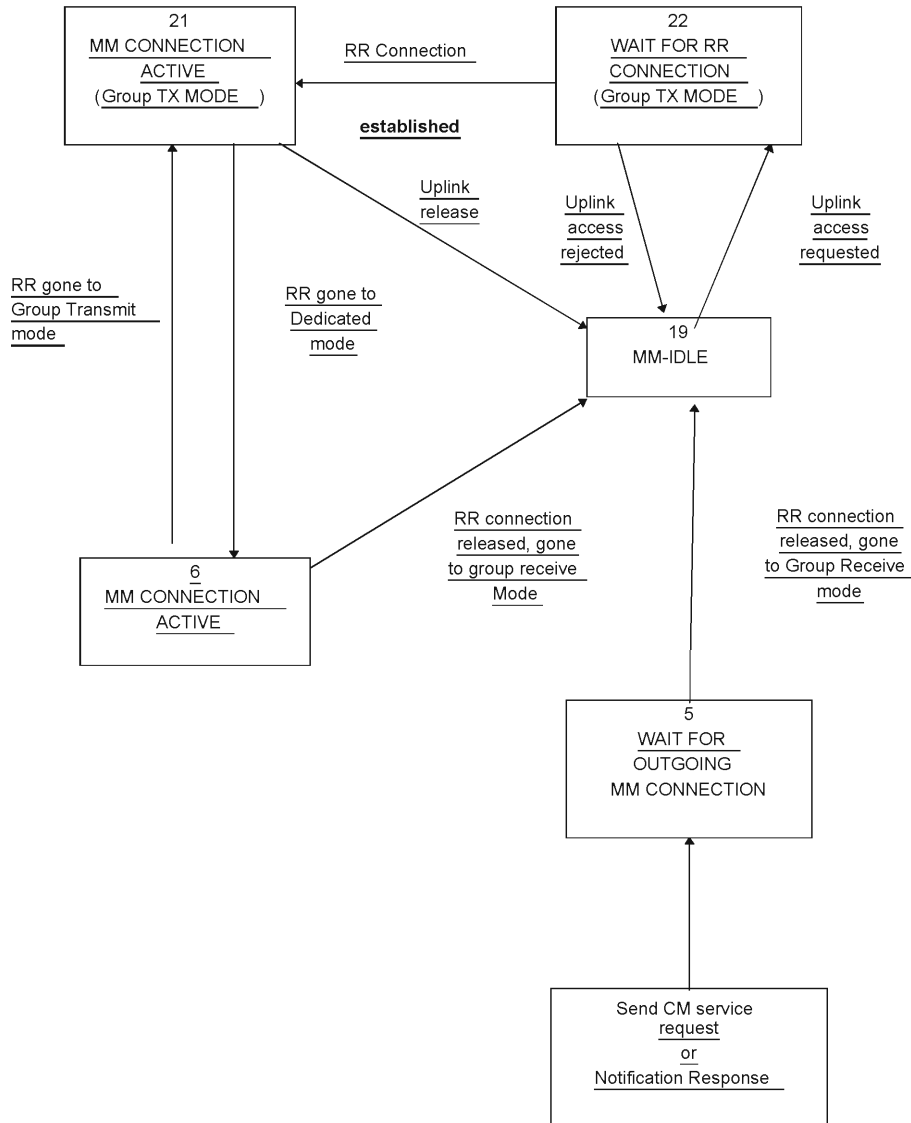 21
MM CONNECTION
ACTIVE
(Group TX MODE )
RR Connection
established
22
WAIT FOR RR
CONNECTION
(Group TX MODE )
Uplink
release
Uplink
access
rejected
Uplink
access
requested
RR gone to
Group Transmit
mode
RR gone to
Dedicated
mode
19
MM-IDLE
RR connection
released, gone
to group receive
Mode
RR connection
released, gone
to Group Receive
mode
6
MM CONNECTION
ACTIVE
5
WAIT FOR
OUTGOING
MM CONNECTION
Send CM service
request
or
Notification Response